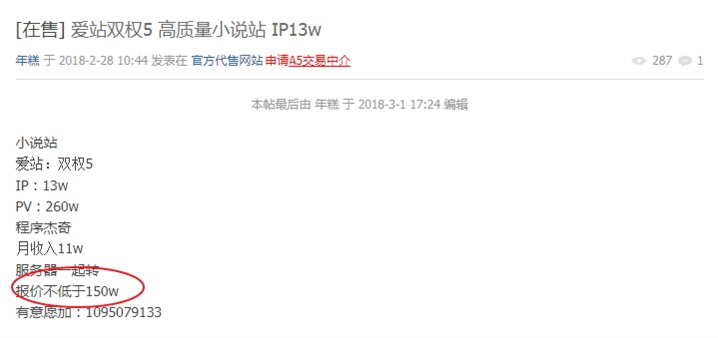 [在售] 爱站双权5 高质量小说站 IP13w
年糕 于 2018-2-28 10:44 发表在 官方代售网站 申请A5交易中介 287 1
本帖最后由 年糕 于 2018-3-1 17:24 编辑
小说站
爱站：双权5
IP：13w
PV：260w
程序杰奇
月收入11w
服务器一起转
报价不低于150w
有意愿加：1095079133